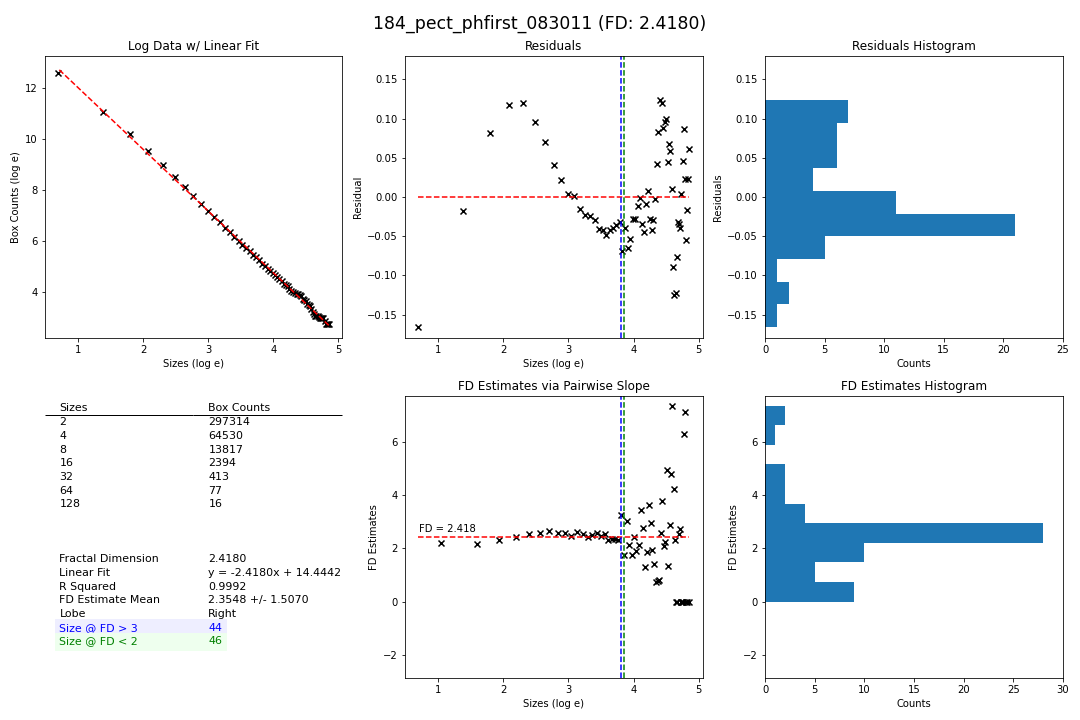 184_pect_phfirst_083011 (FD: 2.4180)
Log Data w/ Linear Fit
Box Counts (log e)
12
10
8
6
4
1 2 3 4 5
Sizes (log e)
Residuals
Residual
0.15
0.10
0.05
0.00
−0.05
−0.10
−0.15
1 2 3 4 5
Sizes (log e)
Residuals Histogram
Residuals
0.15
0.10
0.05
0.00
−0.05
−0.10
−0.15
0 5 10 15 20 25
Counts
Sizes Box Counts
2 297314
4 64530
8 13817
16 2394
32 413
64 77
128 16
Fractal Dimension 2.4180
Linear Fit y = -2.4180x + 14.4442
R Squared 0.9992
FD Estimate Mean 2.3548 +/- 1.5070
Lobe Right
Size @ FD > 3 44
Size @ FD < 2 46
FD Estimates via Pairwise Slope
FD Estimates
6
4
2
0
−2
FD = 2.418
1 2 3 4 5
Sizes (log e)
FD Estimates Histogram
FD Estimates
6
4
2
0
−2
0 5 10 15 20 25 30
Counts